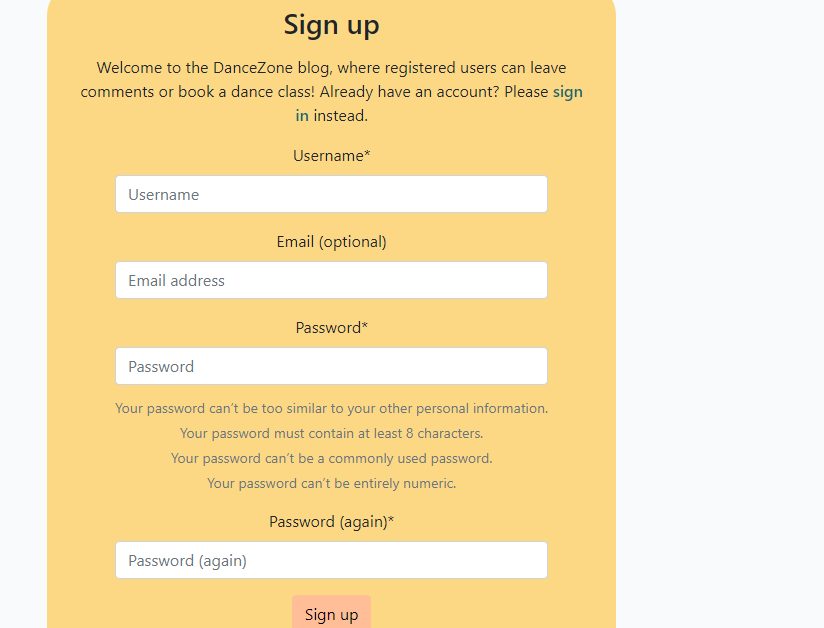 Sign up
Welcome to the DanceZone blog, where registered users can leave
comments or book a dance class! Already have an account? Please sign
in instead.
Username*
Username
Email (optional)
Email address
Password*
Password
Your password can’t be too similar to your other personal information.
Your password must contain at least 8 characters.
Your password can’t be a commonly used password.
Your password can’t be entirely numeric.
Password (again)*
Password (again)
Sign up